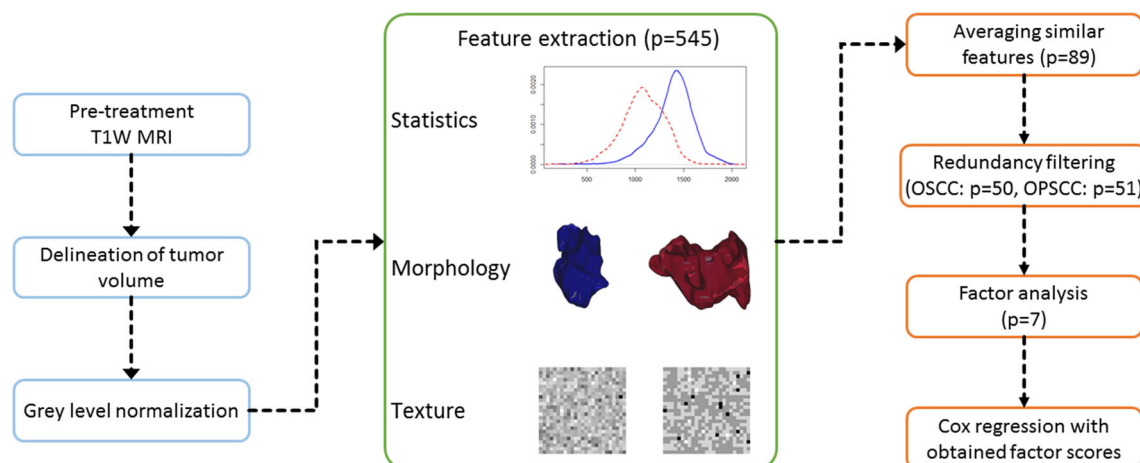 Pre-treatment
T1W MRI
Delineation of tumor
volume
Grey level normalization
Feature extraction (p=545)
Statistics
0.0020
0.0010
0.0000
500
1000
1500
2000
Morphology
Texture
Averaging similar
features (p=89)
Redundancy filtering
(OSCC: p=50, OPSCC: p=51)
Factor analysis
(p=7)
Cox regression with
obtained factor scores